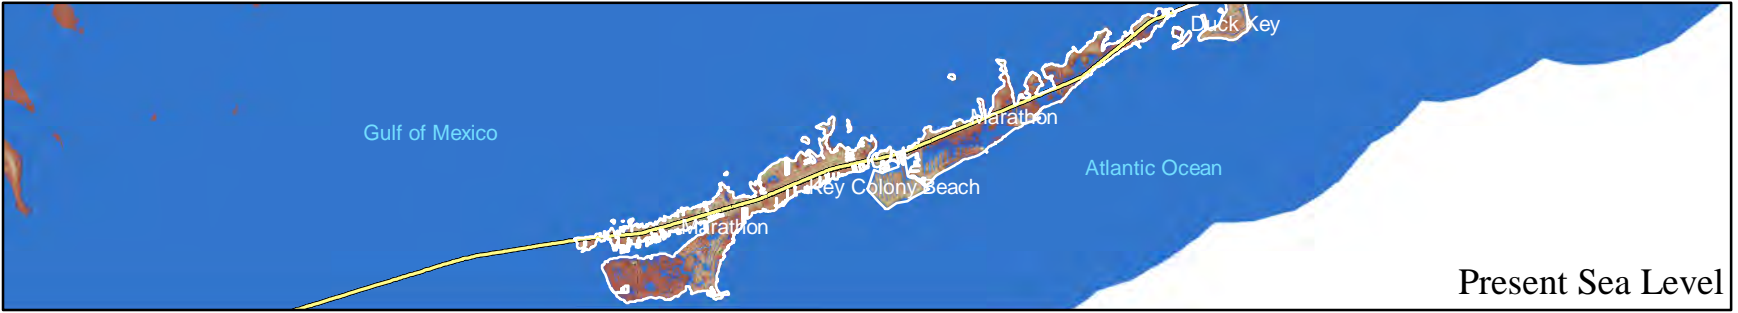 Duck Key
Marathon
Gulf of Mexico
Atlantic Ocean
Key Colony Beach
Marathon
Present Sea Level